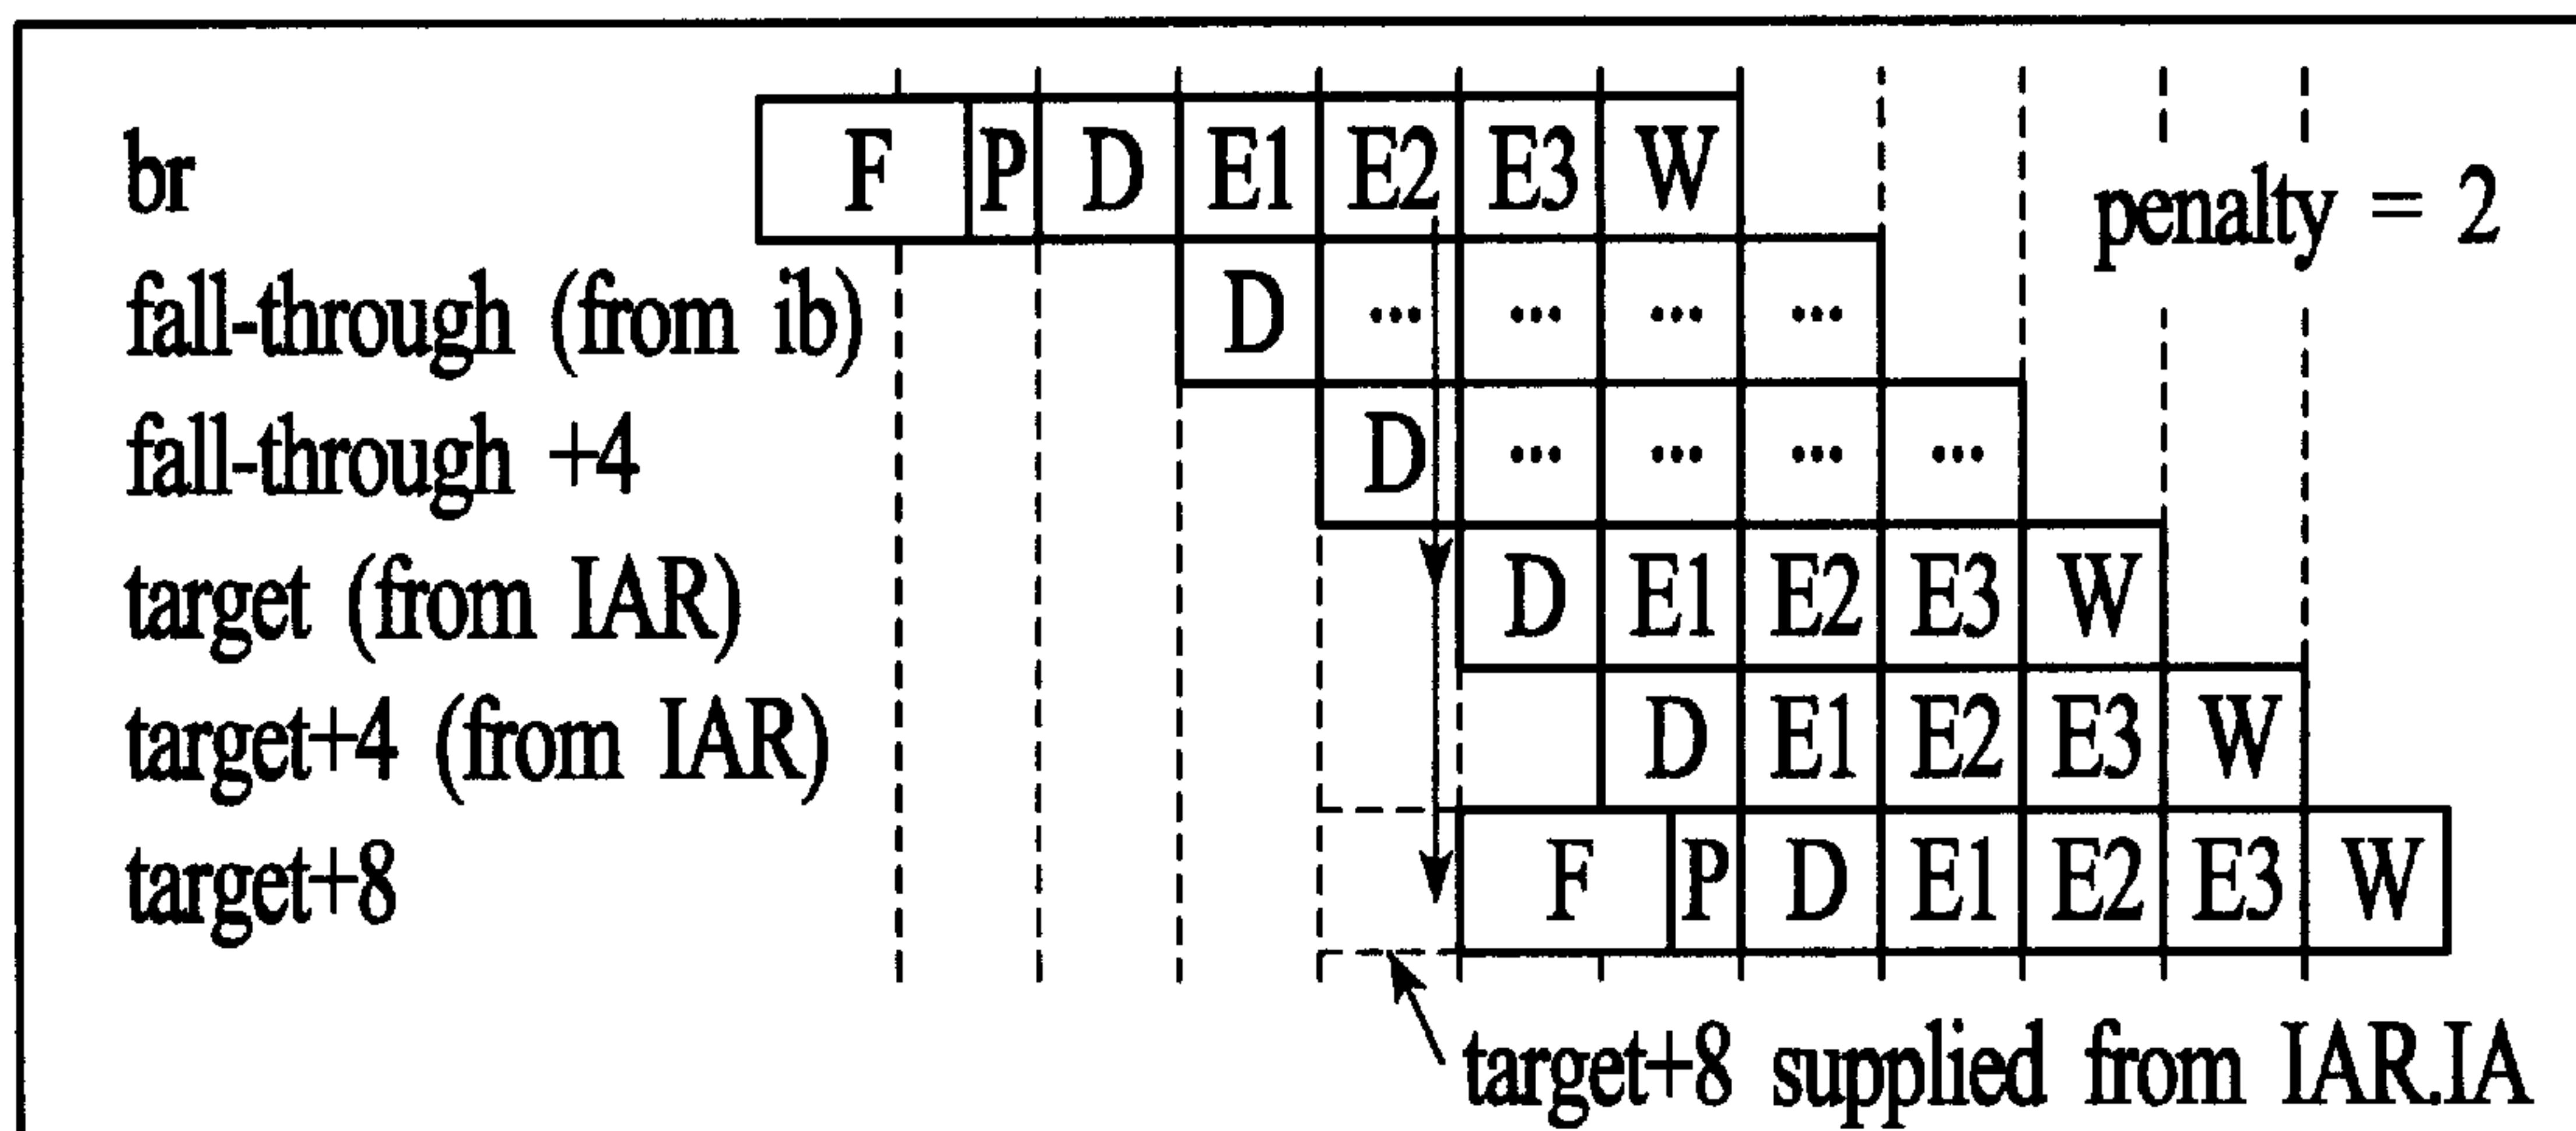 br F P D E1 E2 E3 W
penalty = 2
fall-through (from ib) D ... ... ... ...
fall-through +4 D ... ... ... ...
target (from IAR) D E1 E2 E3 W
target+4 (from IAR) D E1 E2 E3 W
target+8 F P D E1 E2 E3 W
target+8 supplied from IAR.IA